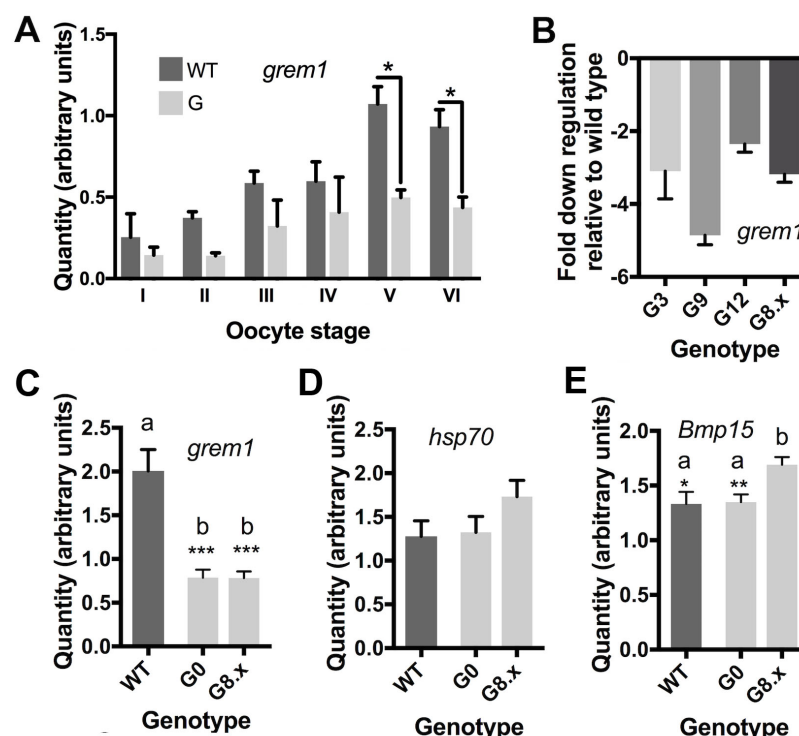 A
Quantity (arbitrary units)
1.5
1.0
0.5
0.0
WT
G
grem1
*
*
I II III IV V VI
Oocyte stage
B
Fold down regulation
relative to wild type
0
-2
-4
-6
grem1
G3 G9 G12 G8.x
Genotype
C
Quantity (arbitrary units)
2.5
2.0
1.5
1.0
0.5
0.0
a
grem1
b b
*** ***
WT G0 G8.x
Genotype
D
Quantity (arbitrary units)
2.5
2.0
1.5
1.0
0.5
0.0
hsp70
WT G0 G8.x
Genotype
E
Quantity (arbitrary units)
2.0
1.5
1.0
0.5
0.0
Bmp15
a a b
* **
WT G0 G8.x
Genotype